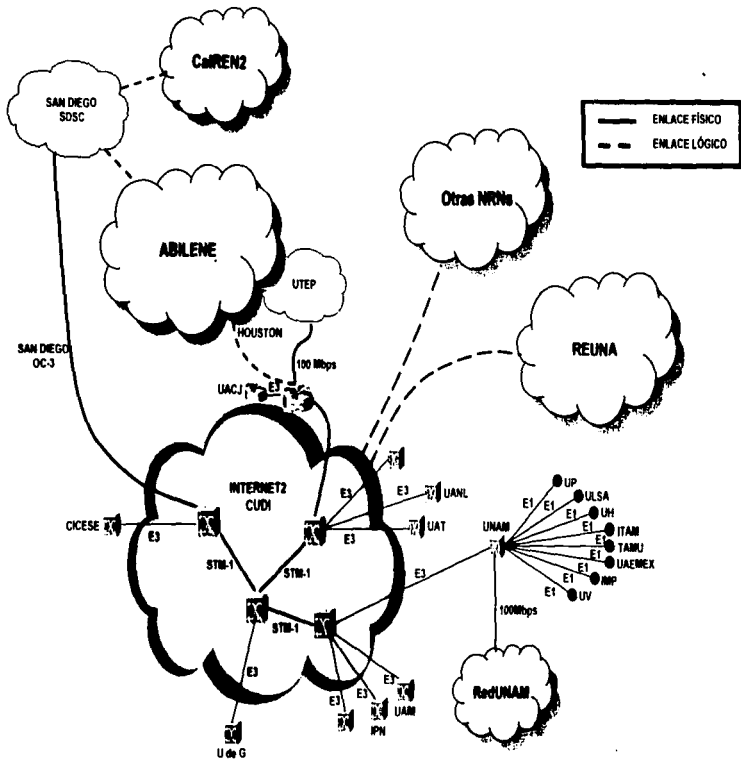 CalREN2
SAN DIEGO
SDSC
ENLACE FÍSICO
ENLACE LÓGICO
Otras NRNs
ABILENE
UTEP
HOUSTON
REUNA
SAN DIEGO
OC-3
100 Mbps
UACJ
E3
INTERNET2
CUDI
E3
E3
UANL
E3
UAT
CICESE
E3
STM-1
STM-1
STM-1
E3
UNAM
E1
UP
E1
ULSA
E1
UH
E1
ITAM
E1
TAMU
E1
UAEMEX
E1
IMP
E1
UV
100Mbps
RedUNAM
E3
U de G
E3
E3
IPN
E3
UAM